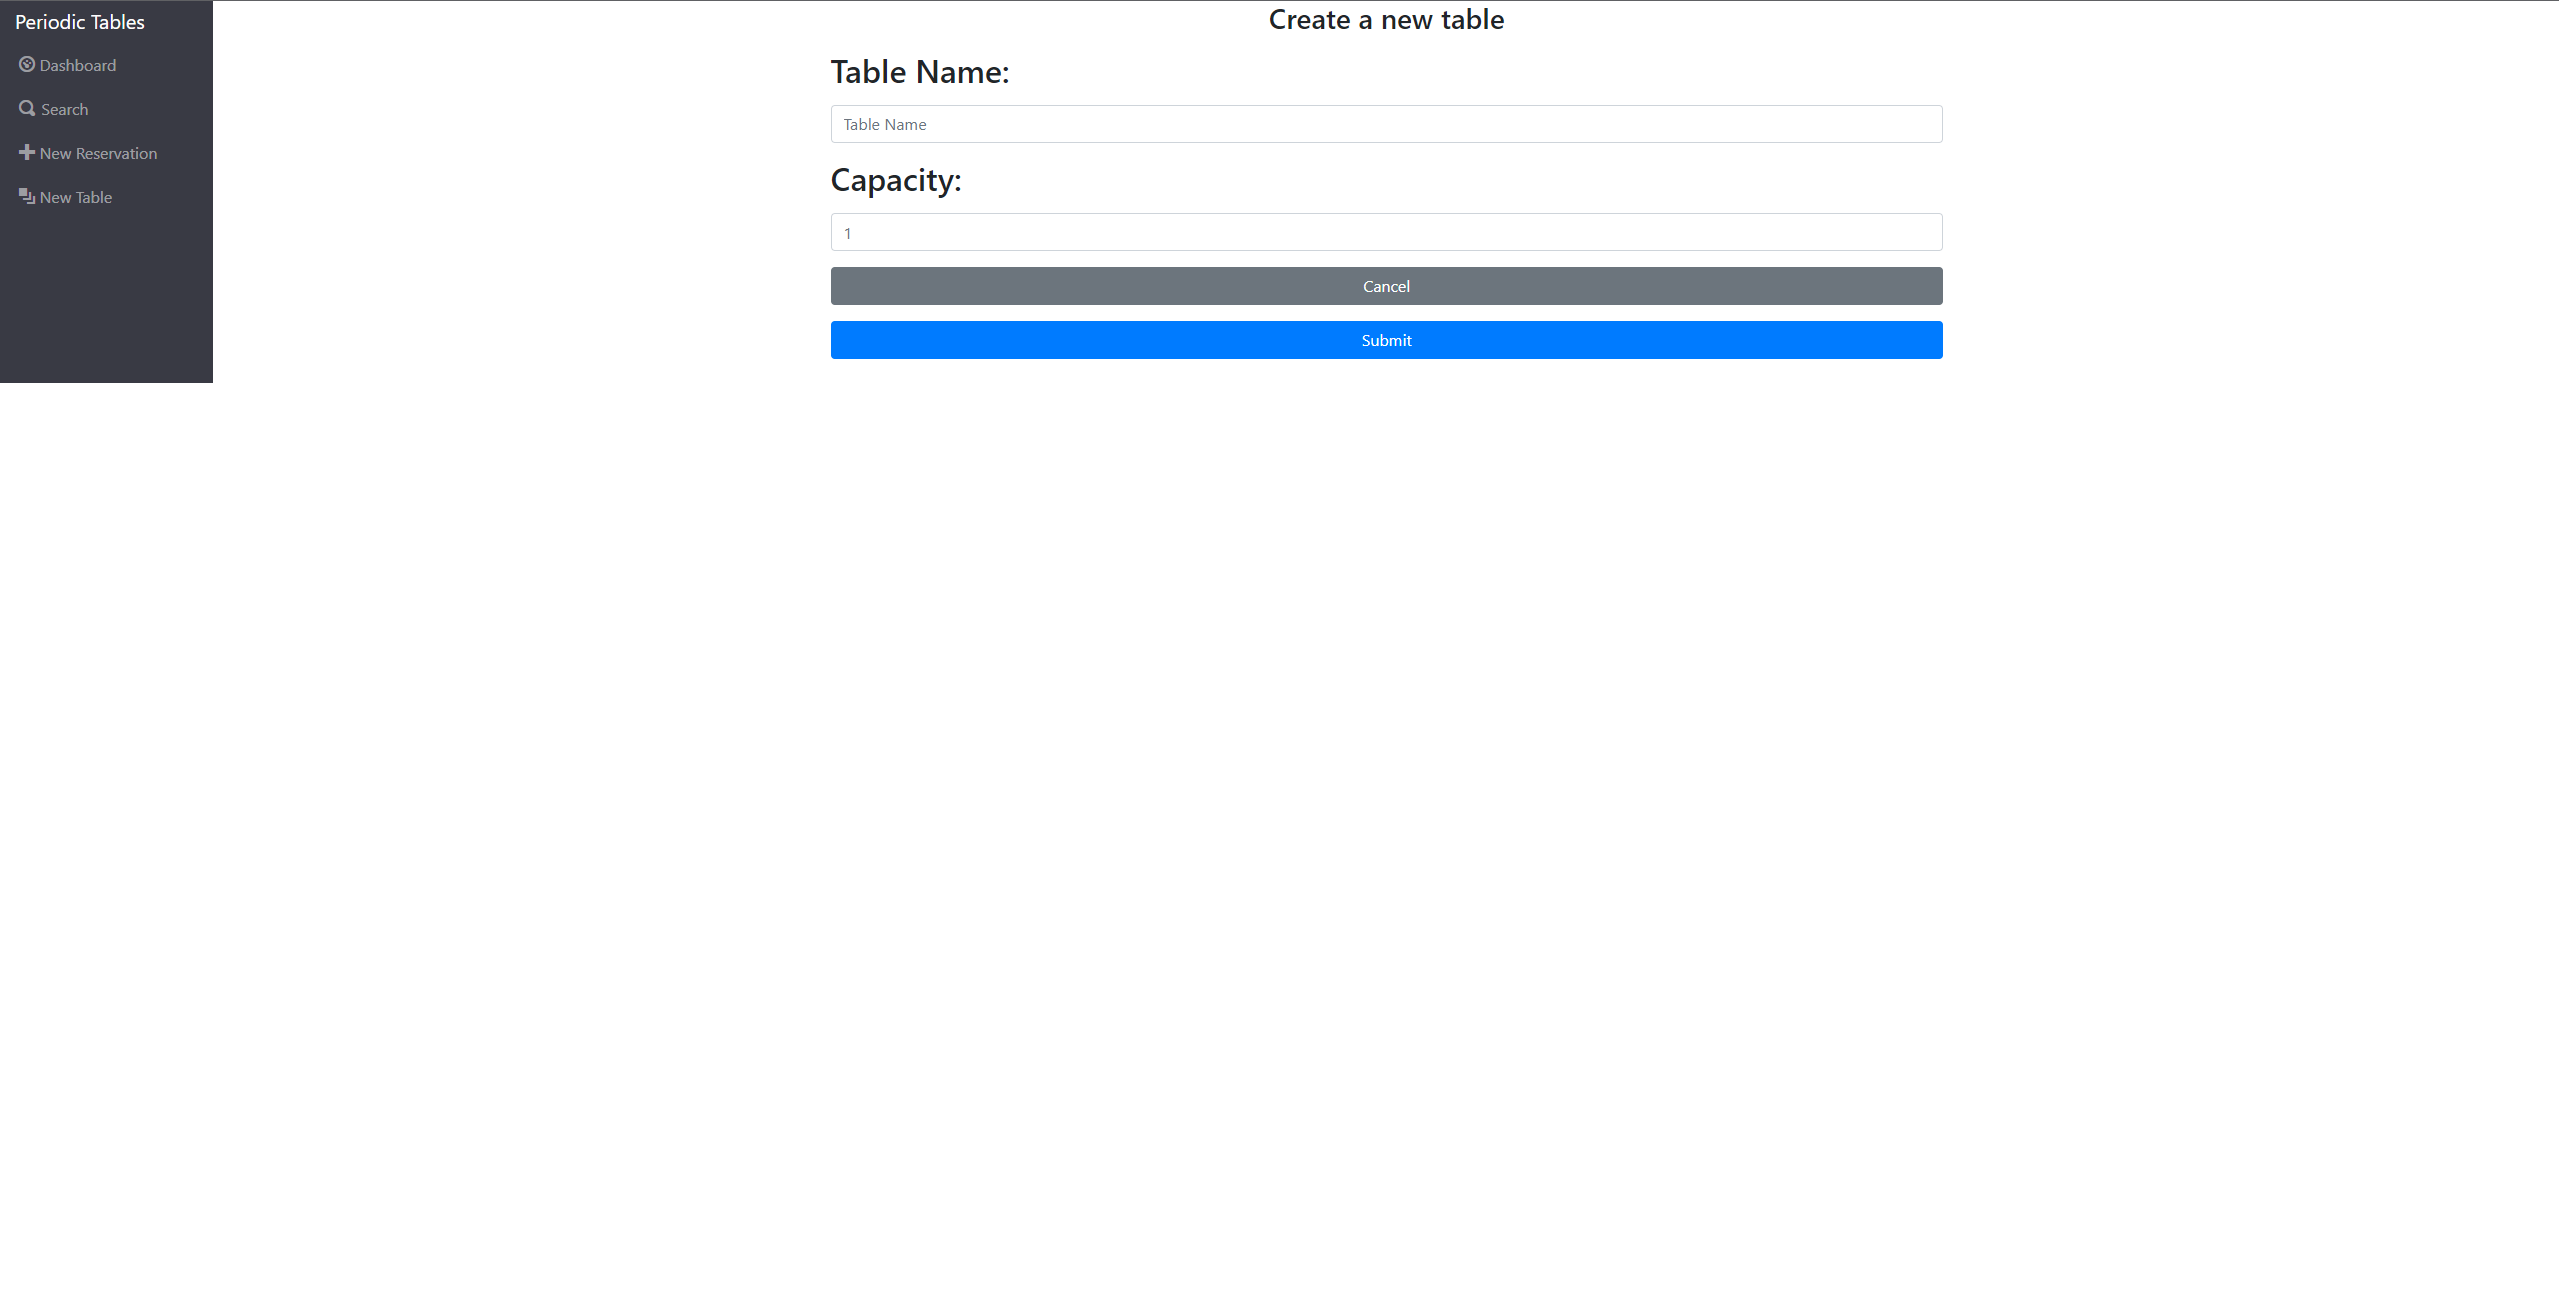 Periodic Tables
Dashboard
Search
New Reservation
New Table
Create a new table
Table Name:
Table Name
Capacity:
1
Cancel
Submit